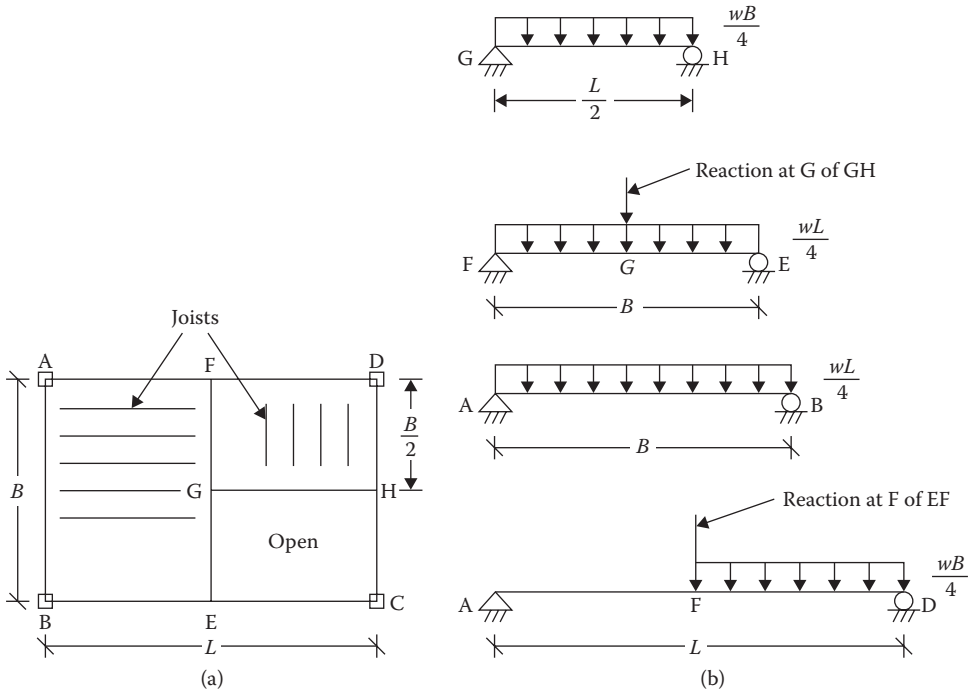 wB/4
G
H
L/2
Reaction at G of GH
wL/4
F
G
E
B
Joists
A
F
D
B/2
B
G
H
Open
B
E
C
L
(a)
wL/4
A
B
B
Reaction at F of EF
wB/4
A
F
D
L
(b)